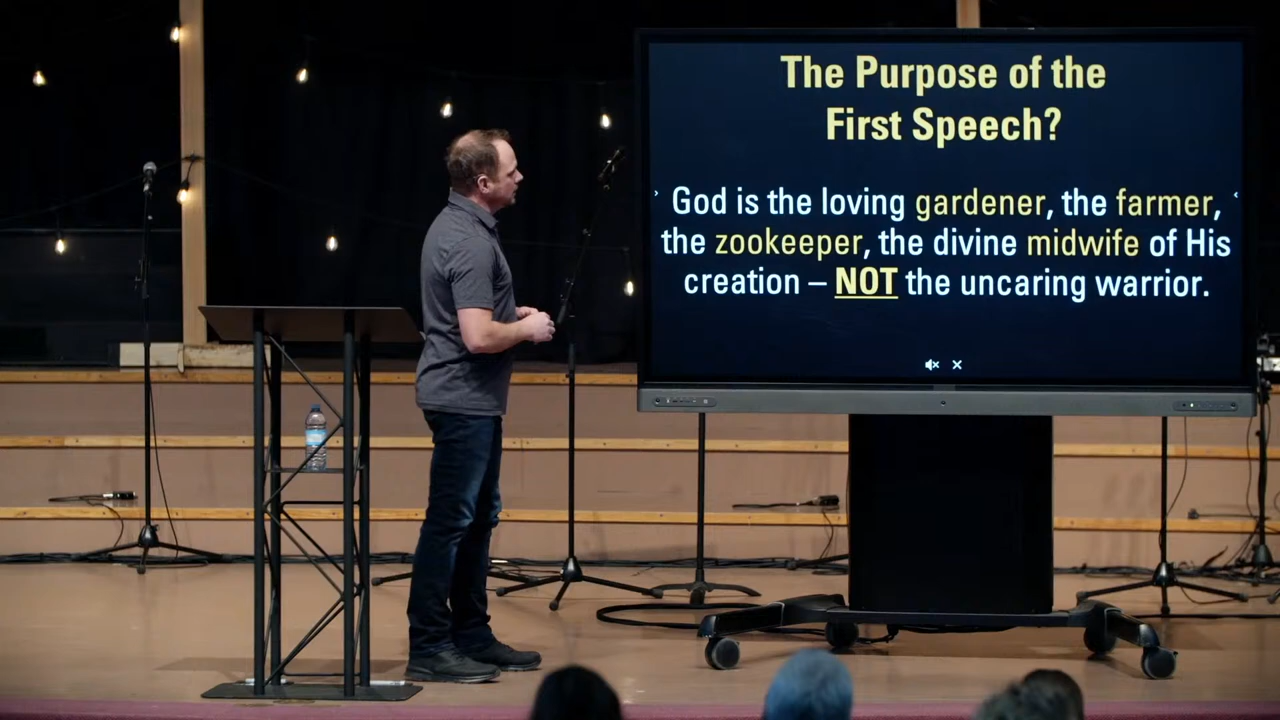 The Purpose of the
First Speech?
God is the loving gardener, the farmer,
the zookeeper, the divine midwife of His
creation – NOT the uncaring warrior.